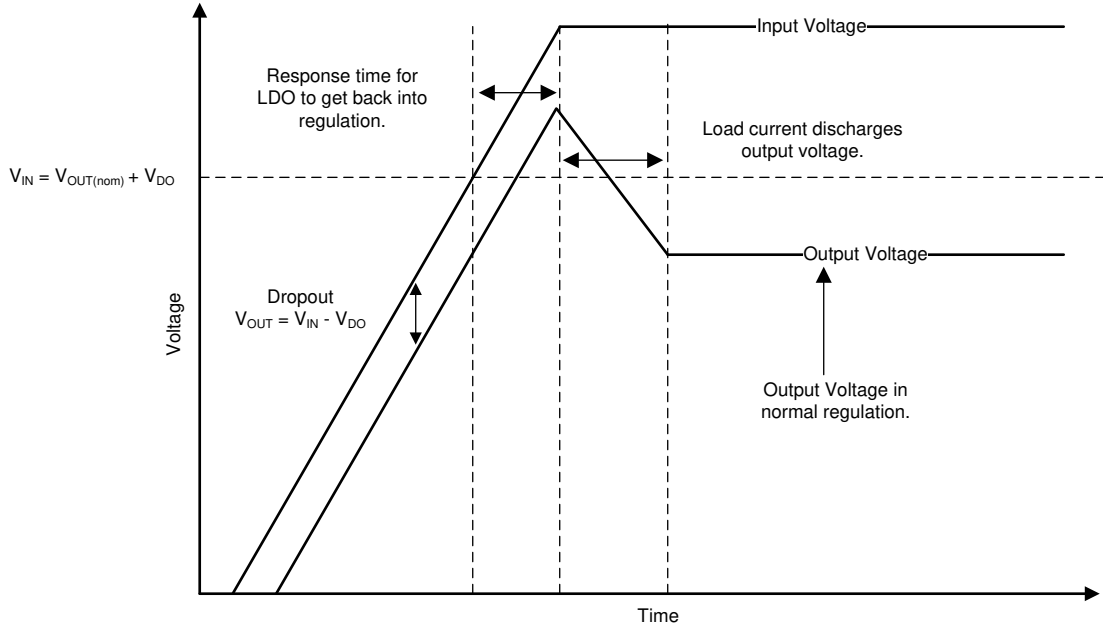 Input Voltage
Response time for
LDO to get back into
regulation.
Load current discharges
output voltage.
V_IN = V_OUT(nom) + V_DO
Output Voltage
Dropout
V_OUT = V_IN - V_DO
Voltage
Output Voltage in
normal regulation.
Time